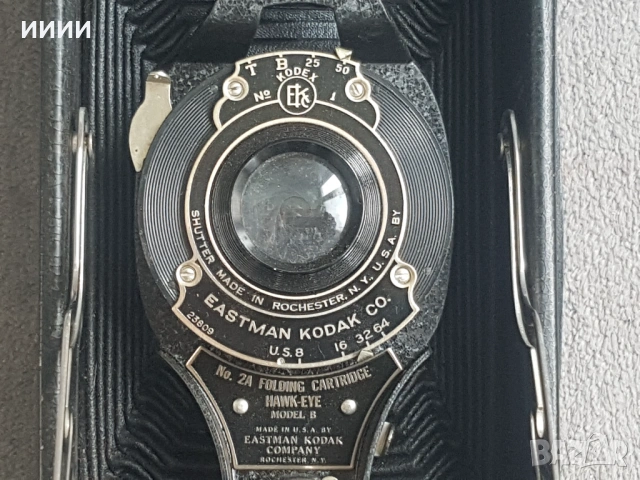 ииии
T B 25 50
KODEX
No 1
EKC
SHUTTER MADE-IN ROCHESTER, N.Y., U.S.A. BY
EASTMAN KODAK CO.
23809
U.S. 8 16 32 64
No. 2A FOLDING CARTRIDGE
HAWK-EYE
MODEL B
MADE IN U.S.A. BY
EASTMAN KODAK
COMPANY
ROCHESTER, N.Y.
BAZAR